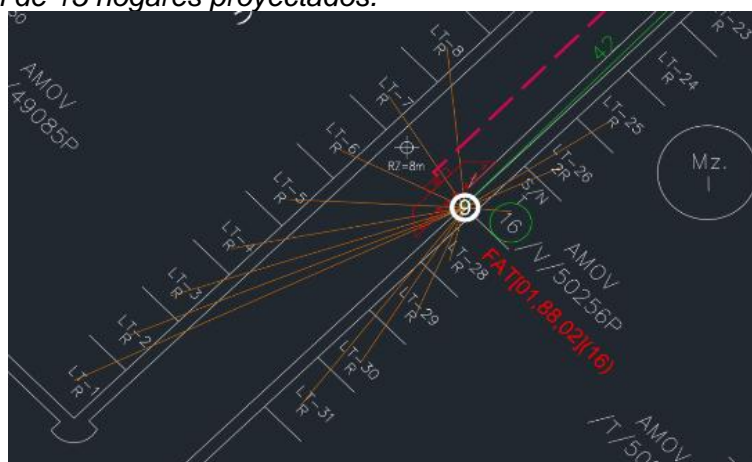 de 16 hogares proyectados.
LT-23
R
LT-24
R
LT-25
R
LT-26
2R
S/N
T
LT-8
R
LT-7
R
LT-6
R
LT-5
R
LT-4
R
LT-3
R
LT-2
R
LT-1
R
AMOV
/49085P
R7=8m
42
Mz.
I
9
16
AMOV
/V/50256P
FAT[01,88,02](16)
LT-28
R
LT-29
R
LT-30
R
LT-31
R
AMOV